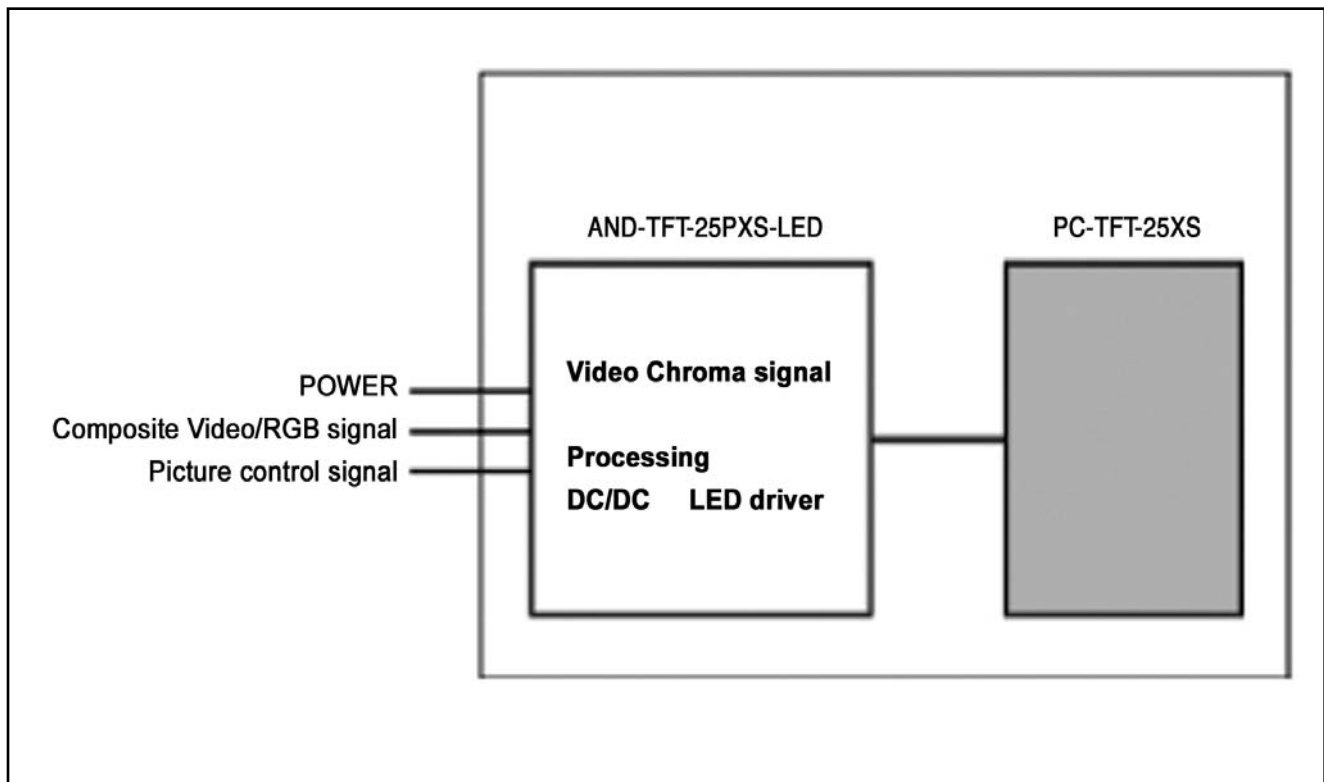 AND-TFT-25PXS-LED
PC-TFT-25XS
POWER
Composite Video/RGB signal
Picture control signal
Video Chroma signal
Processing
DC/DC LED driver